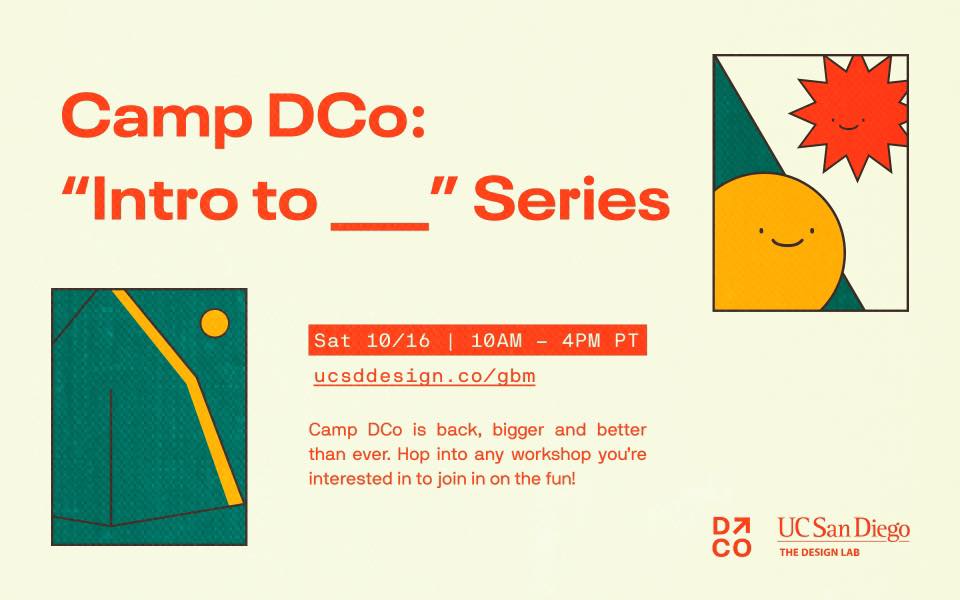 Camp DCo:
“Intro to ___” Series
Sat 10/16 | 10AM – 4PM PT
ucsddesign.co/gbm
Camp DCo is back, bigger and better
than ever. Hop into any workshop you’re
interested in to join in on the fun!
D↗
CO
UC San Diego
THE DESIGN LAB